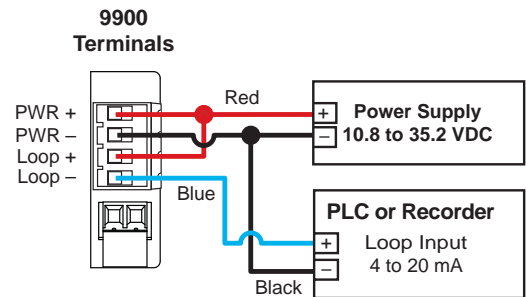 9900
Terminals
PWR +
PWR –
Loop +
Loop –
Red
Blue
Black
+
–
Power Supply
10.8 to 35.2 VDC
PLC or Recorder
+
–
Loop Input
4 to 20 mA